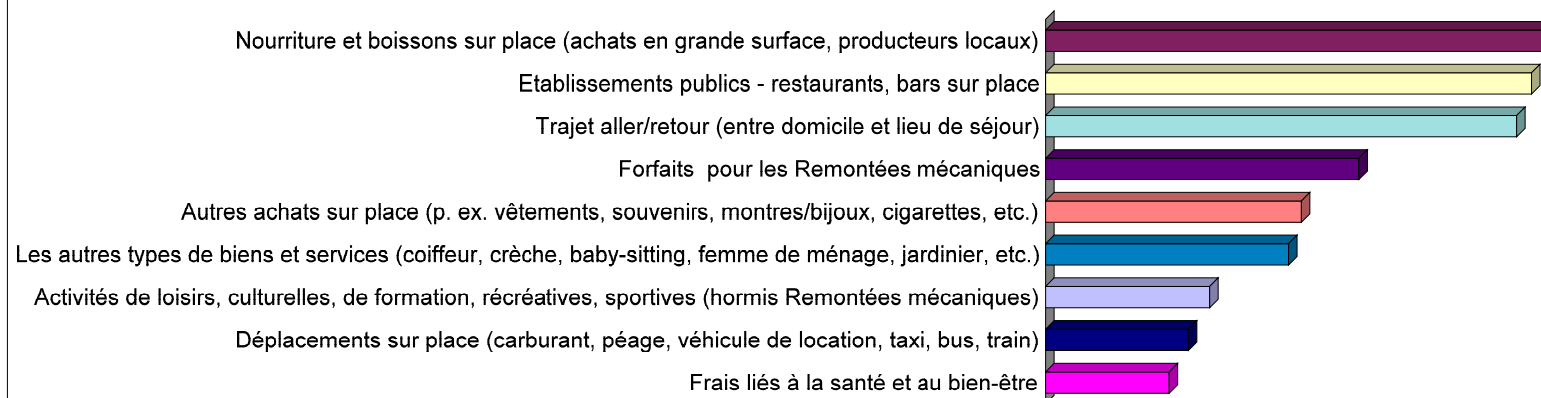 Nourriture et boissons sur place (achats en grande surface, producteurs locaux)
Etablissements publics - restaurants, bars sur place
Trajet aller/retour (entre domicile et lieu de séjour)
Forfaits  pour les Remontées mécaniques
Autres achats sur place (p. ex. vêtements, souvenirs, montres/bijoux, cigarettes, etc.)
Les autres types de biens et services (coiffeur, crèche, baby-sitting, femme de ménage, jardinier, etc.)
Activités de loisirs, culturelles, de formation, récréatives, sportives (hormis Remontées mécaniques)
Déplacements sur place (carburant, péage, véhicule de location, taxi, bus, train)
Frais liés à la santé et au bien-être